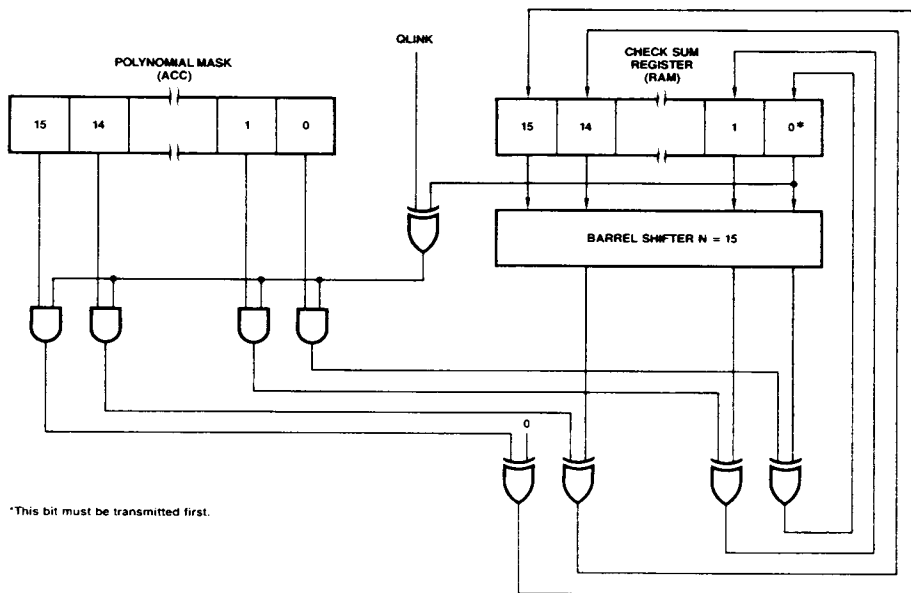 QLINK
POLYNOMIAL MASK
(ACC)
CHECK SUM
REGISTER
(RAM)
15 14 1 0
15 14 1 0*
BARREL SHIFTER N = 15
0
*This bit must be transmitted first.